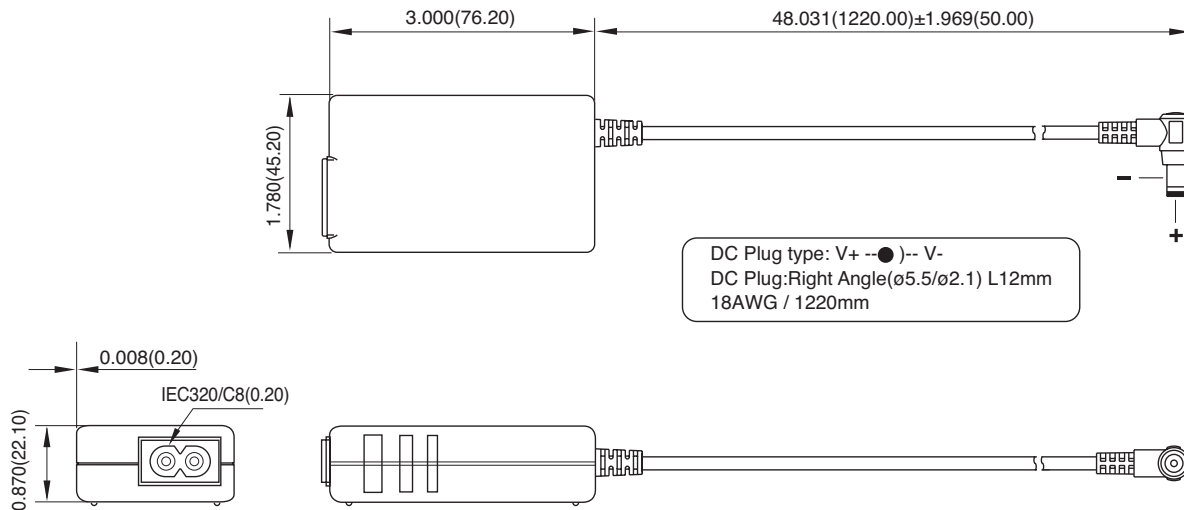 3.000(76.20)
48.031(1220.00)±1.969(50.00)
1.780(45.20)
-
+
DC Plug type: V+ --● )-- V-
DC Plug:Right Angle(ø5.5/ø2.1) L12mm
18AWG / 1220mm
0.008(0.20)
IEC320/C8(0.20)
0.870(22.10)